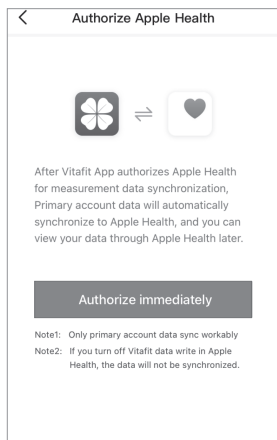 Authorize Apple Health
After Vitafit App authorizes Apple Health
for measurement data synchronization,
Primary account data will automatically
synchronize to Apple Health, and you can
view your data through Apple Health later.
Authorize immediately
Note1: Only primary account data sync workably
Note2: If you turn off Vitafit data write in Apple
Health, the data will not be synchronized.